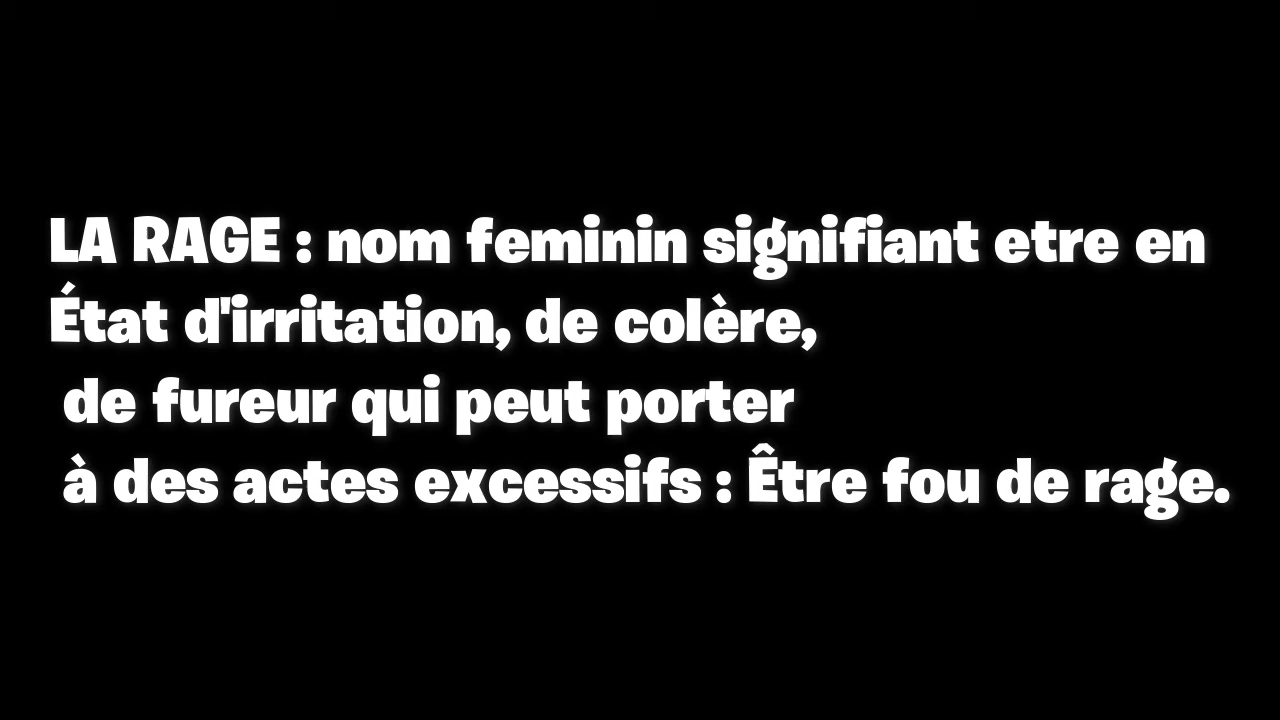 LA RAGE : nom feminin signifiant etre en
État d'irritation, de colère,
de fureur qui peut porter
à des actes excessifs : Être fou de rage.